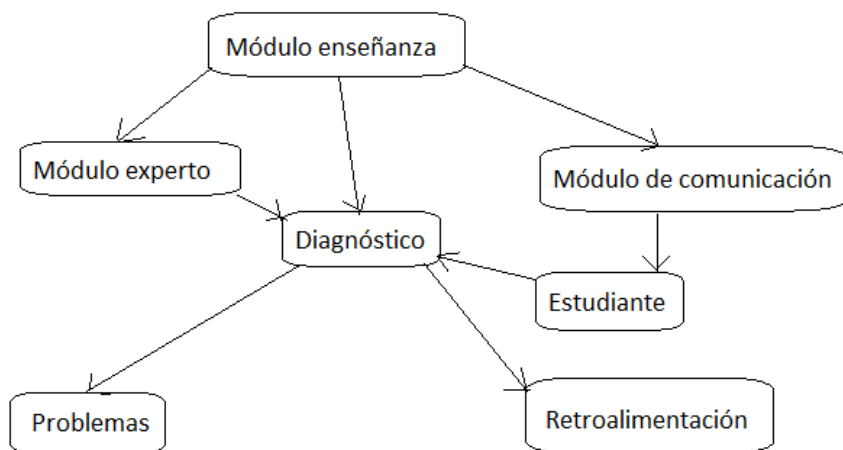 Módulo enseñanza
Módulo experto
Módulo de comunicación
Diagnóstico
Estudiante
Problemas
Retroalimentación